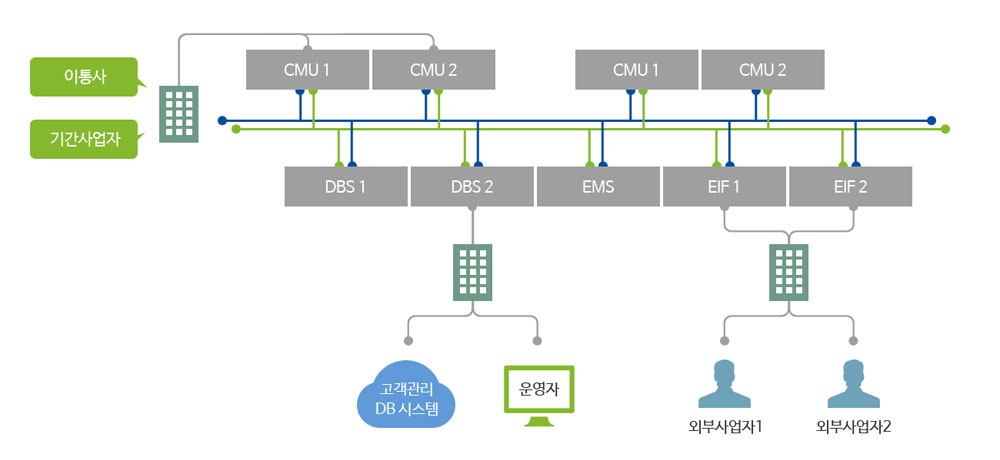 이통사
기간사업자
CMU 1
CMU 2
CMU 1
CMU 2
DBS 1
DBS 2
EMS
EIF 1
EIF 2
고객관리
DB 시스템
운영자
외부사업자1
외부사업자2